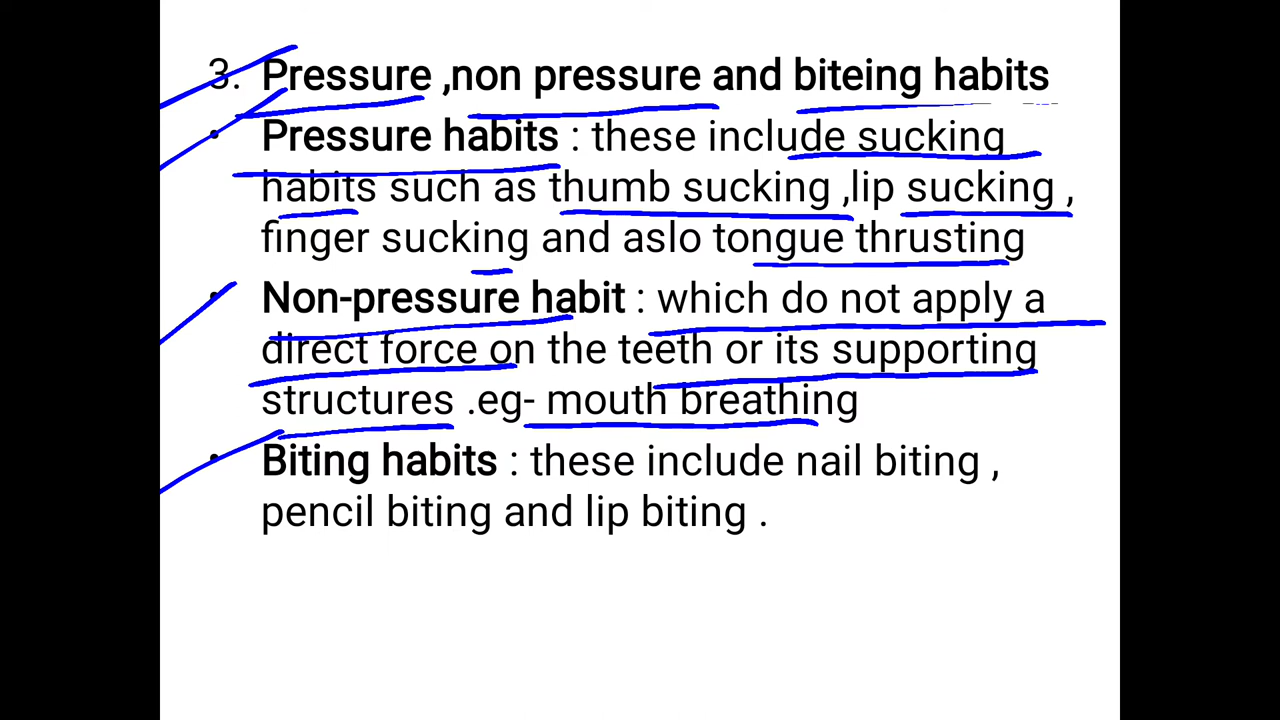 3. Pressure ,non pressure and biteing habits
• Pressure habits : these include sucking
habits such as thumb sucking ,lip sucking ,
finger sucking and aslo tongue thrusting
• Non-pressure habit : which do not apply a
direct force on the teeth or its supporting
structures .eg- mouth breathing
• Biting habits : these include nail biting ,
pencil biting and lip biting .